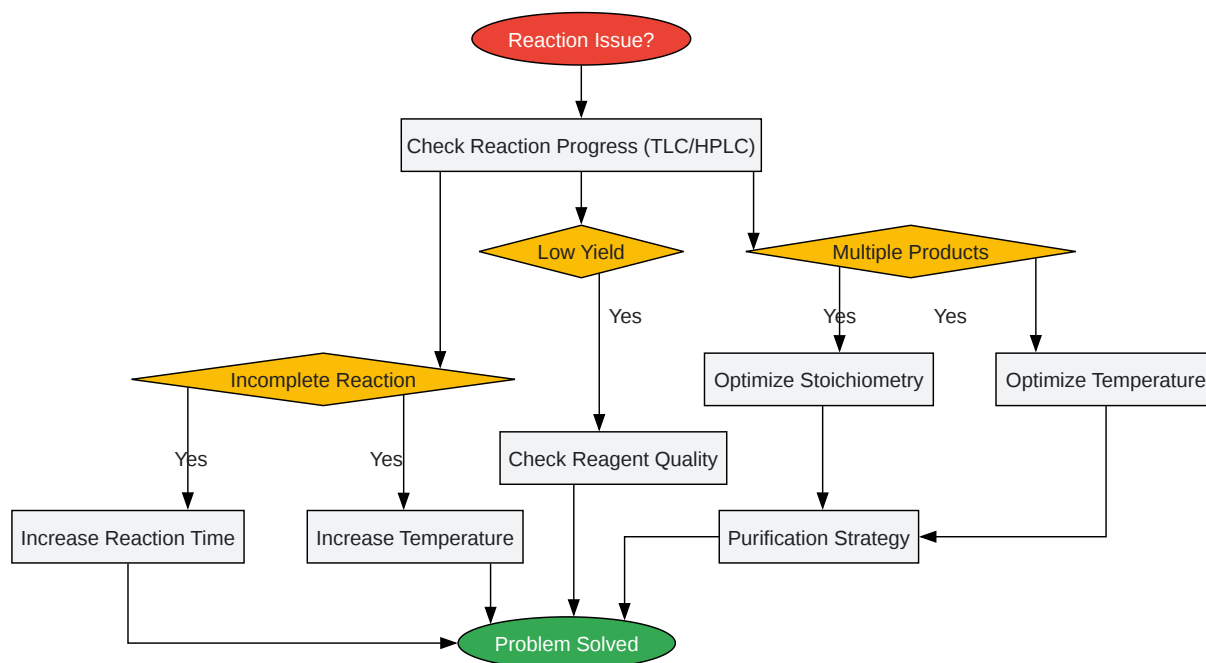 Reaction Issue?
Check Reaction Progress (TLC/HPLC)
Low Yield
Multiple Products
Yes
Yes
Yes
Incomplete Reaction
Optimize Stoichiometry
Optimize Temperature
Yes
Yes
Check Reagent Quality
Increase Reaction Time
Increase Temperature
Purification Strategy
Problem Solved